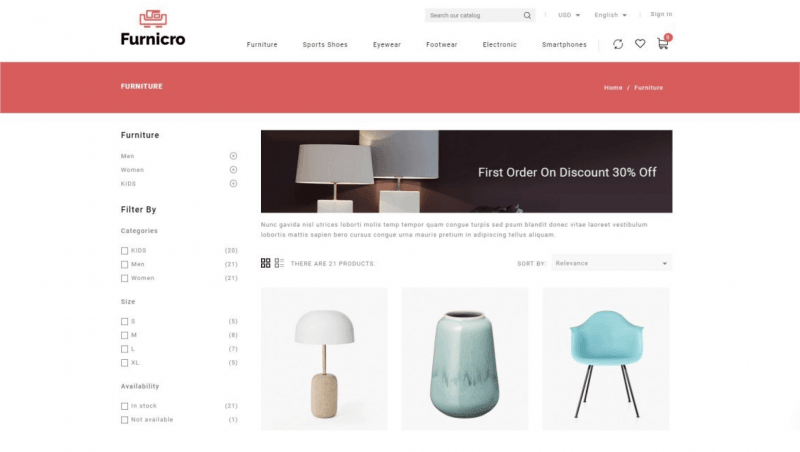 Search our catalog
USD
English
Sign in
Furnicro
Furniture
Sports Shoes
Eyewear
Footwear
Electronic
Smartphones
FURNITURE
Home / Furniture
Furniture
Men
Women
KIDS
Filter By
Categories
KIDS (20)
Men (21)
Women (21)
Size
S (5)
M (8)
L (7)
XL (5)
Availability
In stock (21)
Not available (1)
First Order On Discount 30% Off
Nunc gavida nisl utrices loborti molis temp tempor quam congue turpis sed psum blandit donec vitae laoreet vestibulum
lobortis mattis sapien bero cursus congue urna mauris pretium in adipiscing tellus aliquam.
THERE ARE 21 PRODUCTS.
SORT BY: Relevance